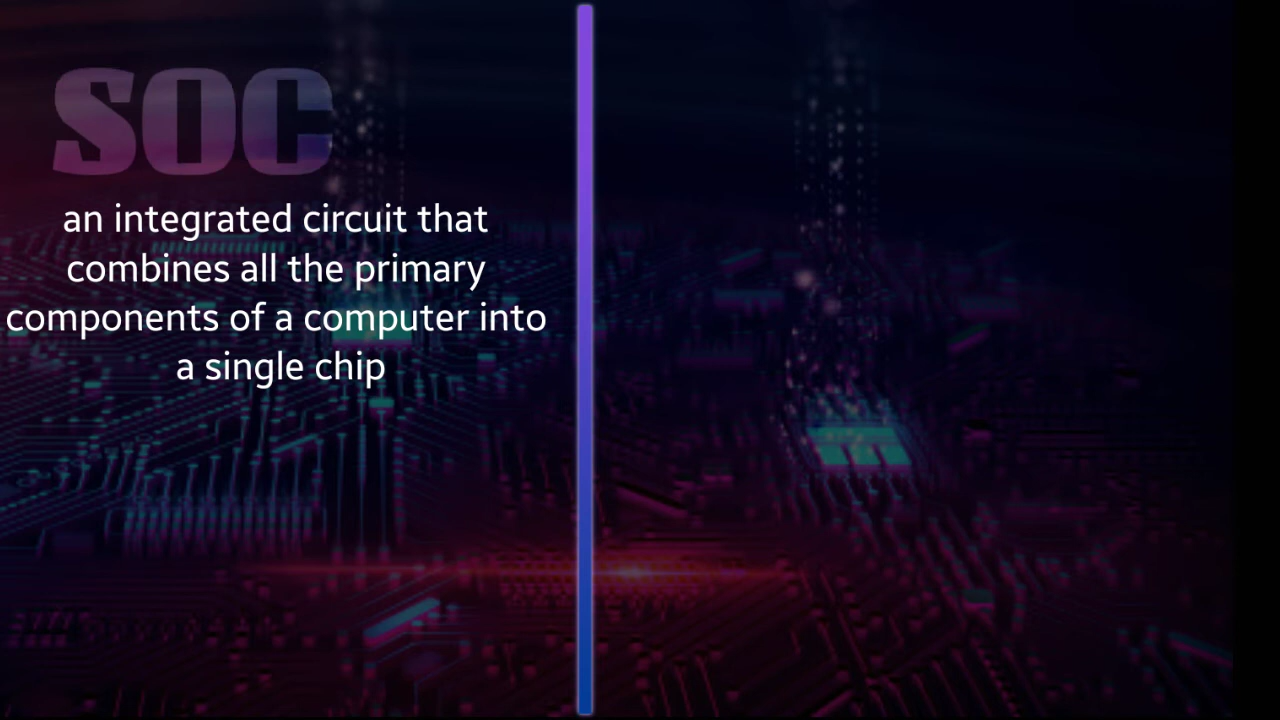 SOC
an integrated circuit that
combines all the primary
components of a computer into
a single chip